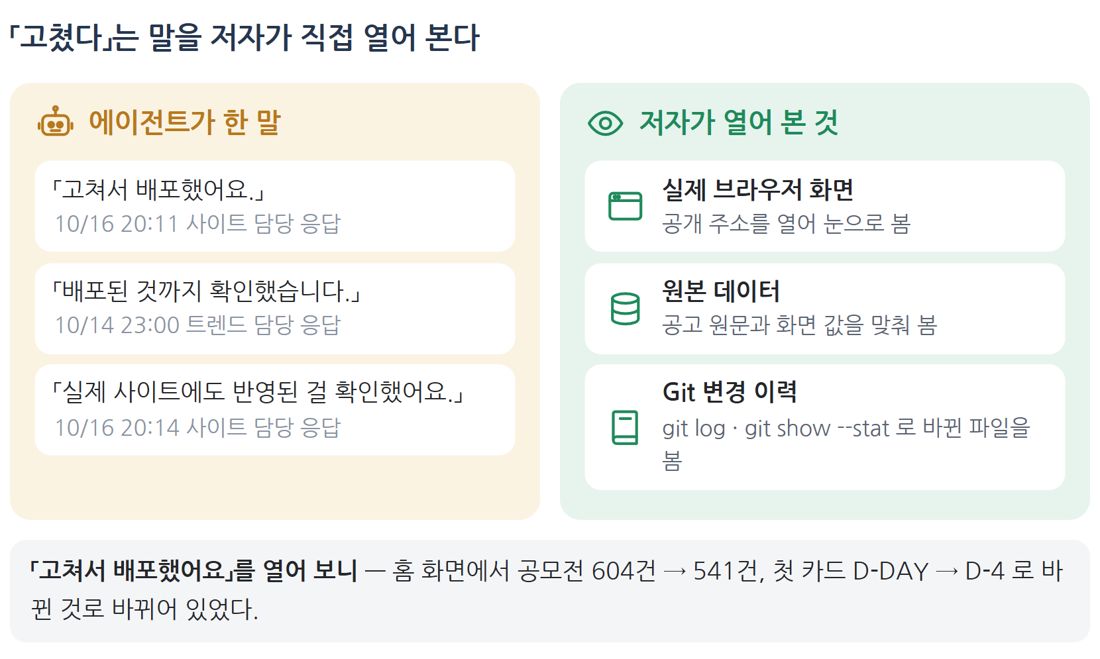 「고쳤다」는 말을 저자가 직접 열어 본다
에이전트가 한 말
「고쳐서 배포했어요.」
10/16 20:11 사이트 담당 응답
「배포된 것까지 확인했습니다.」
10/14 23:00 트렌드 담당 응답
「실제 사이트에도 반영된 걸 확인했어요.」
10/16 20:14 사이트 담당 응답
저자가 열어 본 것
실제 브라우저 화면
공개 주소를 열어 눈으로 봄
원본 데이터
공고 원문과 화면 값을 맞춰 봄
Git 변경 이력
git log · git show --stat 로 바뀐 파일을
봄
「고쳐서 배포했어요」를 열어 보니 — 홈 화면에서 공모전 604건 → 541건, 첫 카드 D-DAY → D-4 로 바
뀐 것로 바뀌어 있었다.